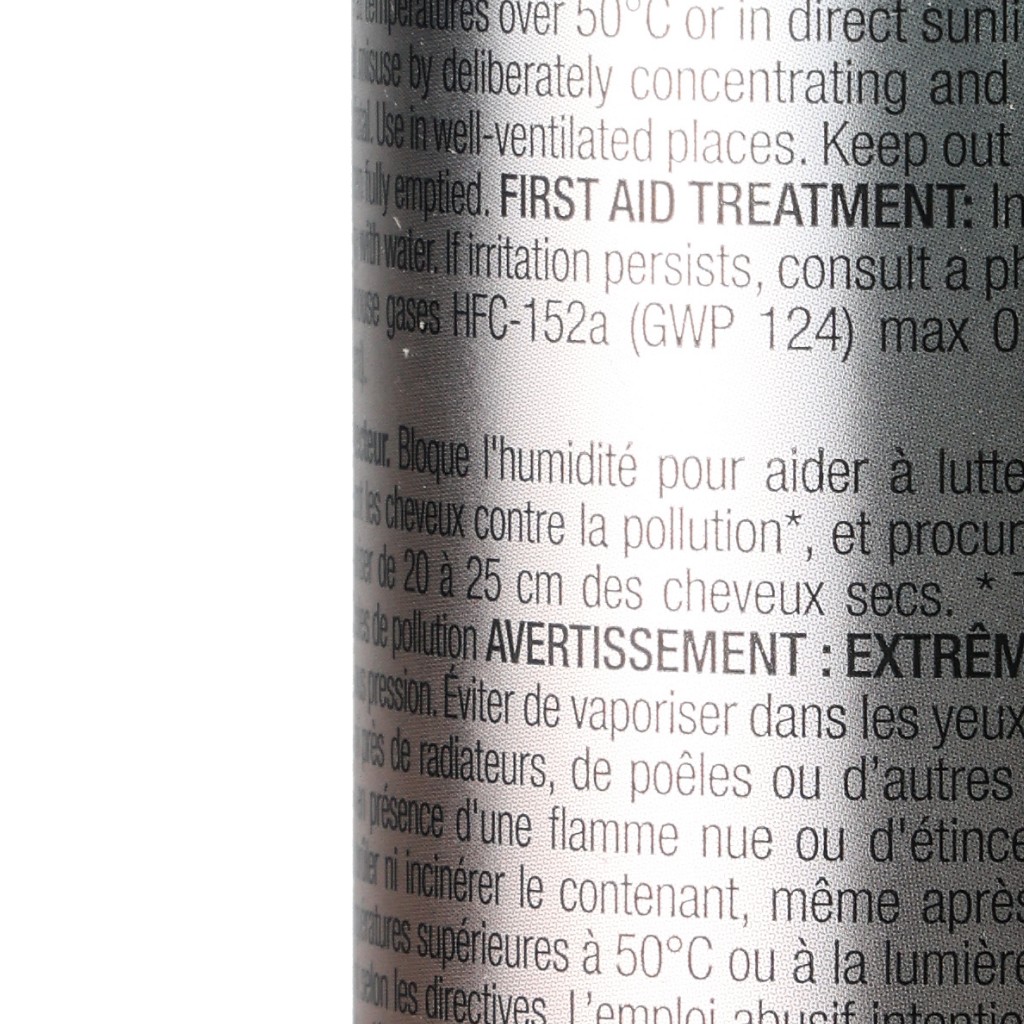 temperatures over 50°C or in direct sunli
misuse by deliberately concentrating and
Use in well-ventilated places. Keep out
fully emptied. FIRST AID TREATMENT: In
with water. If irritation persists, consult a ph
gases HFC-152a (GWP 124) max 0
Bloque l'humidité pour aider à lutte
les cheveux contre la pollution*, et procur
de 20 à 25 cm des cheveux secs. *
de pollution AVERTISSEMENT : EXTRÊM
pression. Éviter de vaporiser dans les yeux
près de radiateurs, de poêles ou d'autres
présence d'une flamme nue ou d'étince
ni incinérer le contenant, même après
supérieures à 50°C ou à la lumière
selon les directives. L'emploi abusif intentio